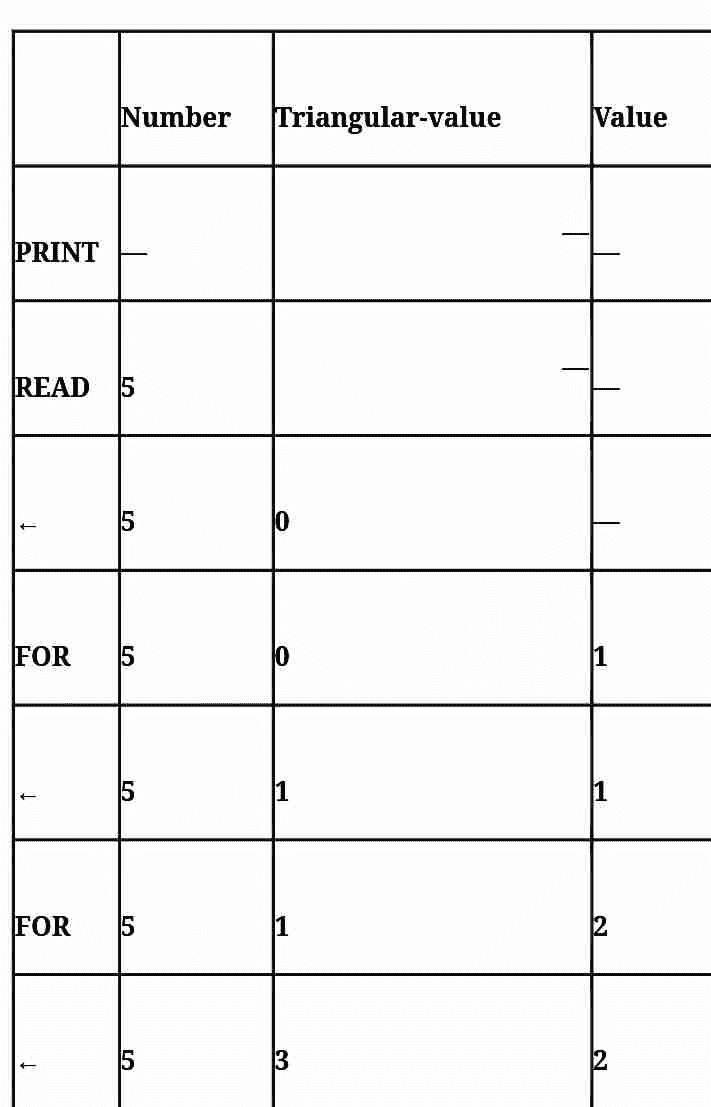 Number Triangular-value Value
PRINT — — —
READ 5 — —
← 5 0 —
FOR 5 0 1
← 5 1 1
FOR 5 1 2
← 5 3 2